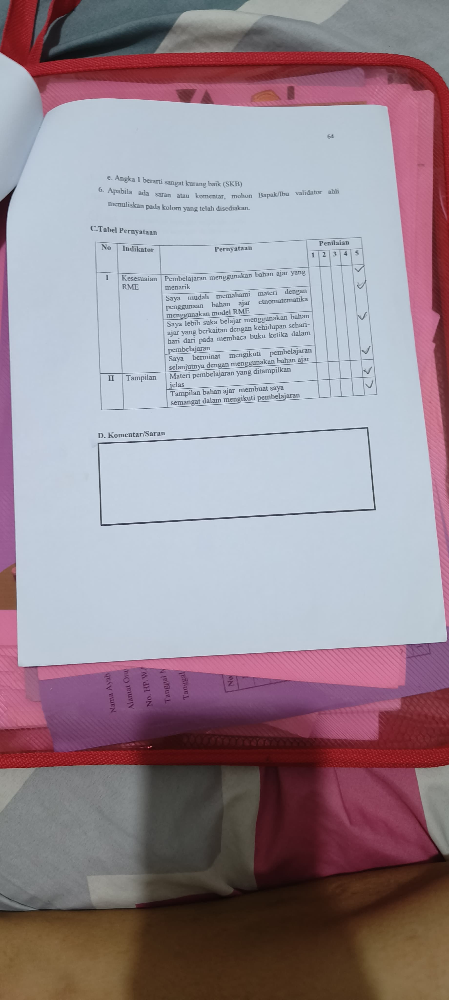 64
e. Angka 1 berarti sangat kurang baik (SKB)
6. Apabila ada saran atau komentar, mohon Bapak/Ibu validator ahli
menuliskan pada kolom yang telah disediakan.
C.Tabel Pernyataan
No Indikator Pernyataan Penilaian
1 2 3 4 5
I Kesesuaian RME
Pembelajaran menggunakan bahan ajar yang
menarik
Saya mudah memahami materi dengan
penggunaan bahan ajar etnomatematika
menggunakan model RME
Saya lebih suka belajar menggunakan bahan
ajar yang berkaitan dengan kehidupan sehari-
hari dari pada membaca buku ketika dalam
pembelajaran
Saya berminat mengikuti pembelajaran
selanjutnya dengan menggunakan bahan ajar
II Tampilan
Materi pembelajaran yang ditampilkan
jelas
Tampilan bahan ajar membuat saya
semangat dalam mengikuti pembelajaran
D. Komentar/Saran
Nama Ayah
Alamat
No. HP/WA
Tanggal
Tanggal
No